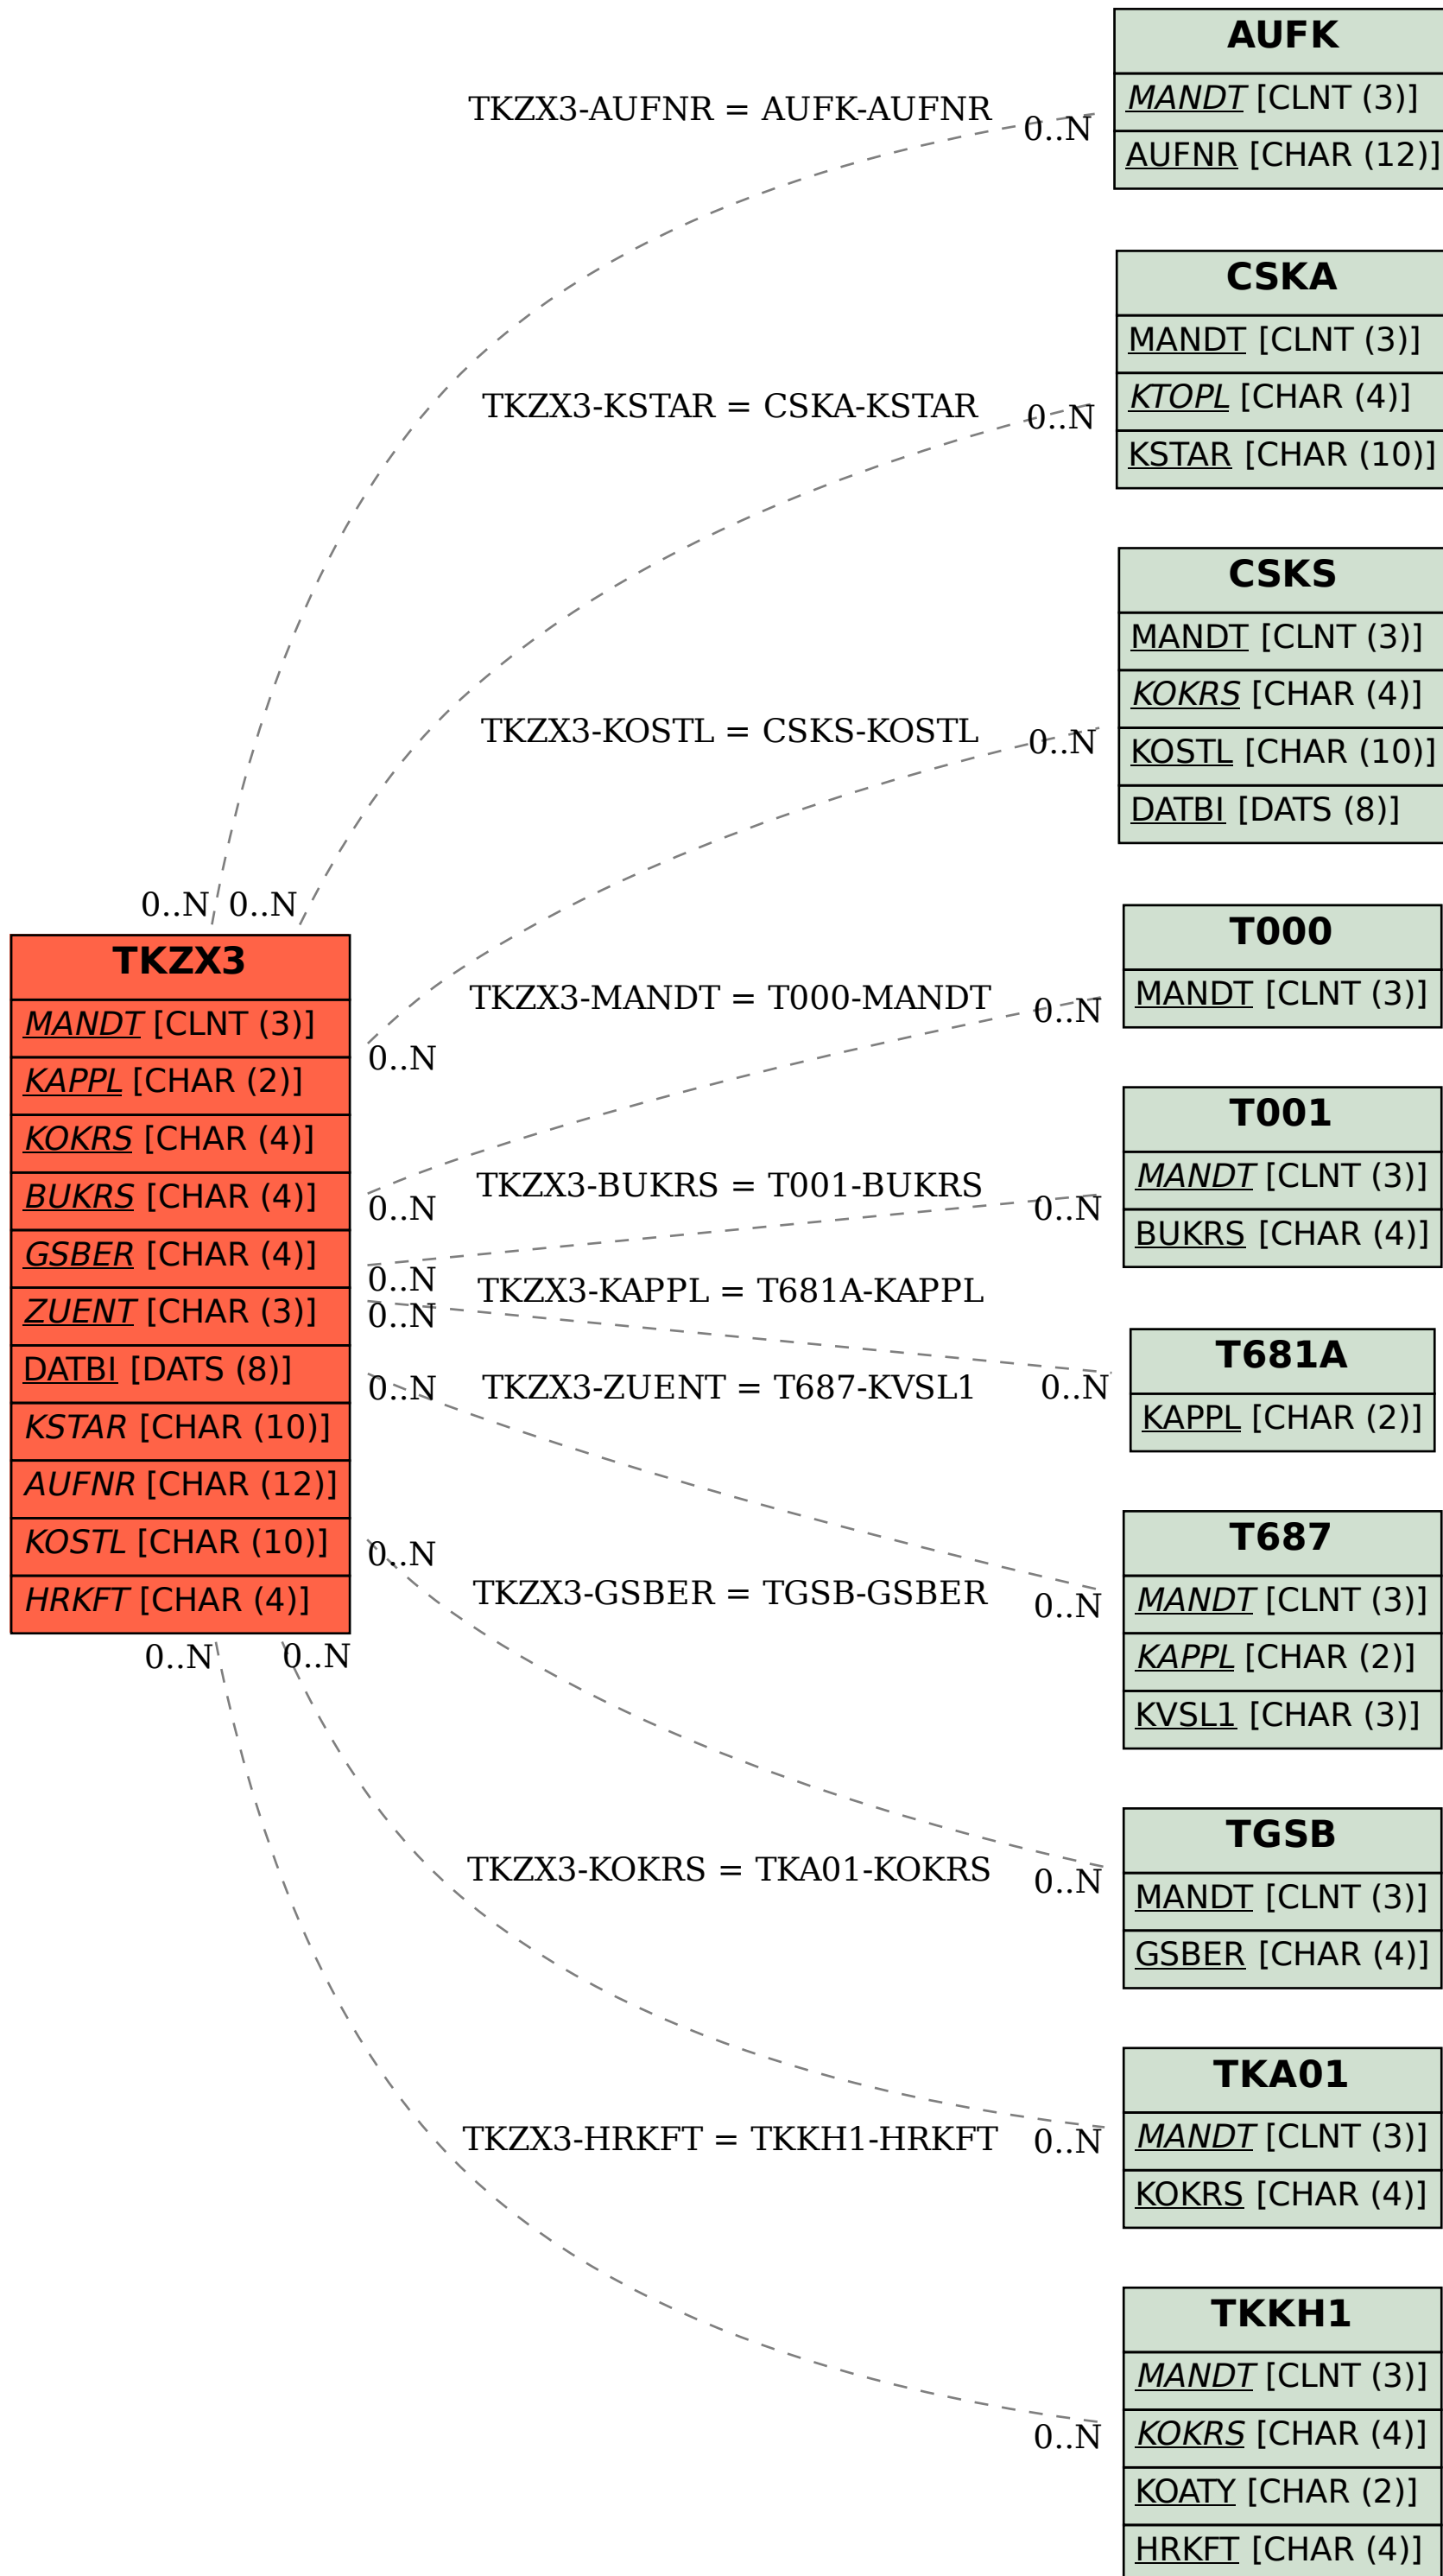 AUFK
MANDT [CLNT (3)]
AUFNR [CHAR (12)]
TKZX3-AUFNR = AUFK-AUFNR
0..N
CSKA
MANDT [CLNT (3)]
KTOPL [CHAR (4)]
KSTAR [CHAR (10)]
TKZX3-KSTAR = CSKA-KSTAR
0..N
CSKS
MANDT [CLNT (3)]
KOKRS [CHAR (4)]
KOSTL [CHAR (10)]
DATBI [DATS (8)]
TKZX3-KOSTL = CSKS-KOSTL
0..N
0..N 0..N
TKZX3
MANDT [CLNT (3)]
KAPPL [CHAR (2)]
KOKRS [CHAR (4)]
BUKRS [CHAR (4)]
GSBER [CHAR (4)]
ZUENT [CHAR (3)]
DATBI [DATS (8)]
KSTAR [CHAR (10)]
AUFNR [CHAR (12)]
KOSTL [CHAR (10)]
HRKFT [CHAR (4)]
0..N 0..N
0..N
0..N
0..N
0..N
0..N
0..N
T000
MANDT [CLNT (3)]
TKZX3-MANDT = T000-MANDT
0..N
T001
MANDT [CLNT (3)]
BUKRS [CHAR (4)]
TKZX3-BUKRS = T001-BUKRS
0..N
TKZX3-KAPPL = T681A-KAPPL
T681A
KAPPL [CHAR (2)]
0..N
TKZX3-ZUENT = T687-KVSL1
T687
MANDT [CLNT (3)]
KAPPL [CHAR (2)]
KVSL1 [CHAR (3)]
0..N
TKZX3-GSBER = TGSB-GSBER
TGSB
MANDT [CLNT (3)]
GSBER [CHAR (4)]
0..N
TKZX3-KOKRS = TKA01-KOKRS
TKA01
MANDT [CLNT (3)]
KOKRS [CHAR (4)]
0..N
TKZX3-HRKFT = TKKH1-HRKFT
TKKH1
MANDT [CLNT (3)]
KOKRS [CHAR (4)]
KOATY [CHAR (2)]
HRKFT [CHAR (4)]
0..N